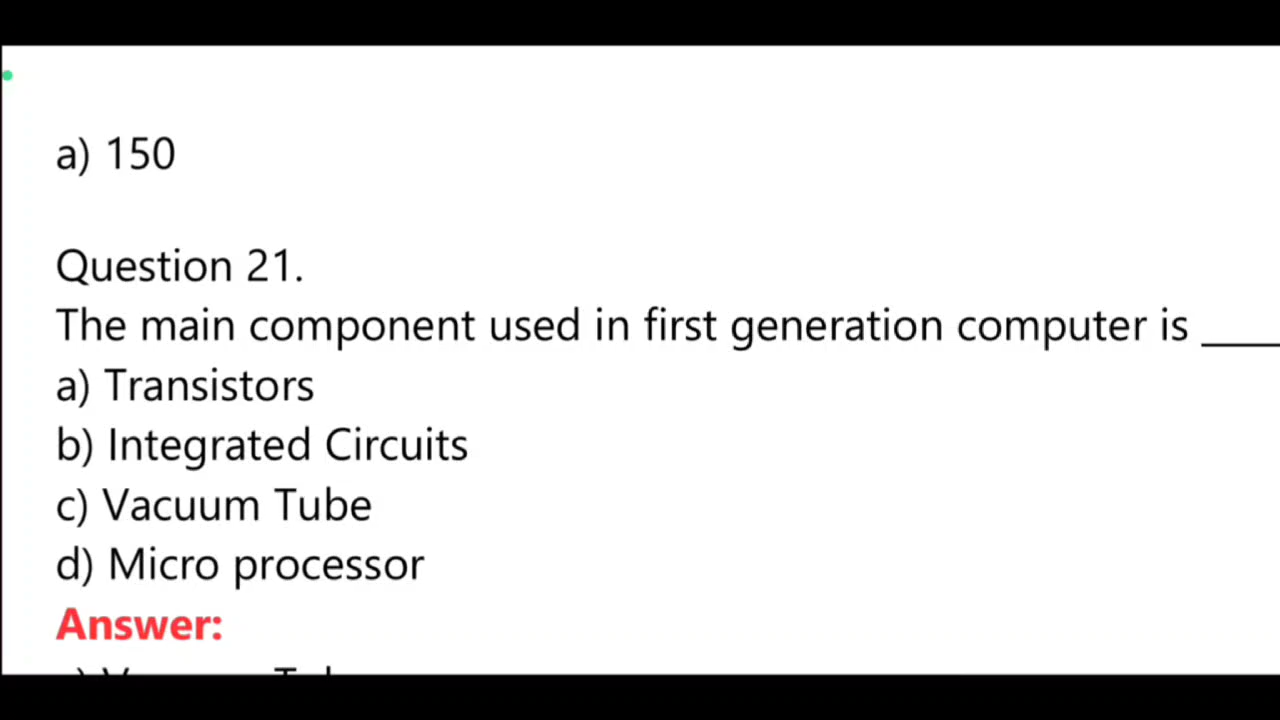 a) 150
Question 21.
The main component used in first generation computer is ____
a) Transistors
b) Integrated Circuits
c) Vacuum Tube
d) Micro processor
Answer: